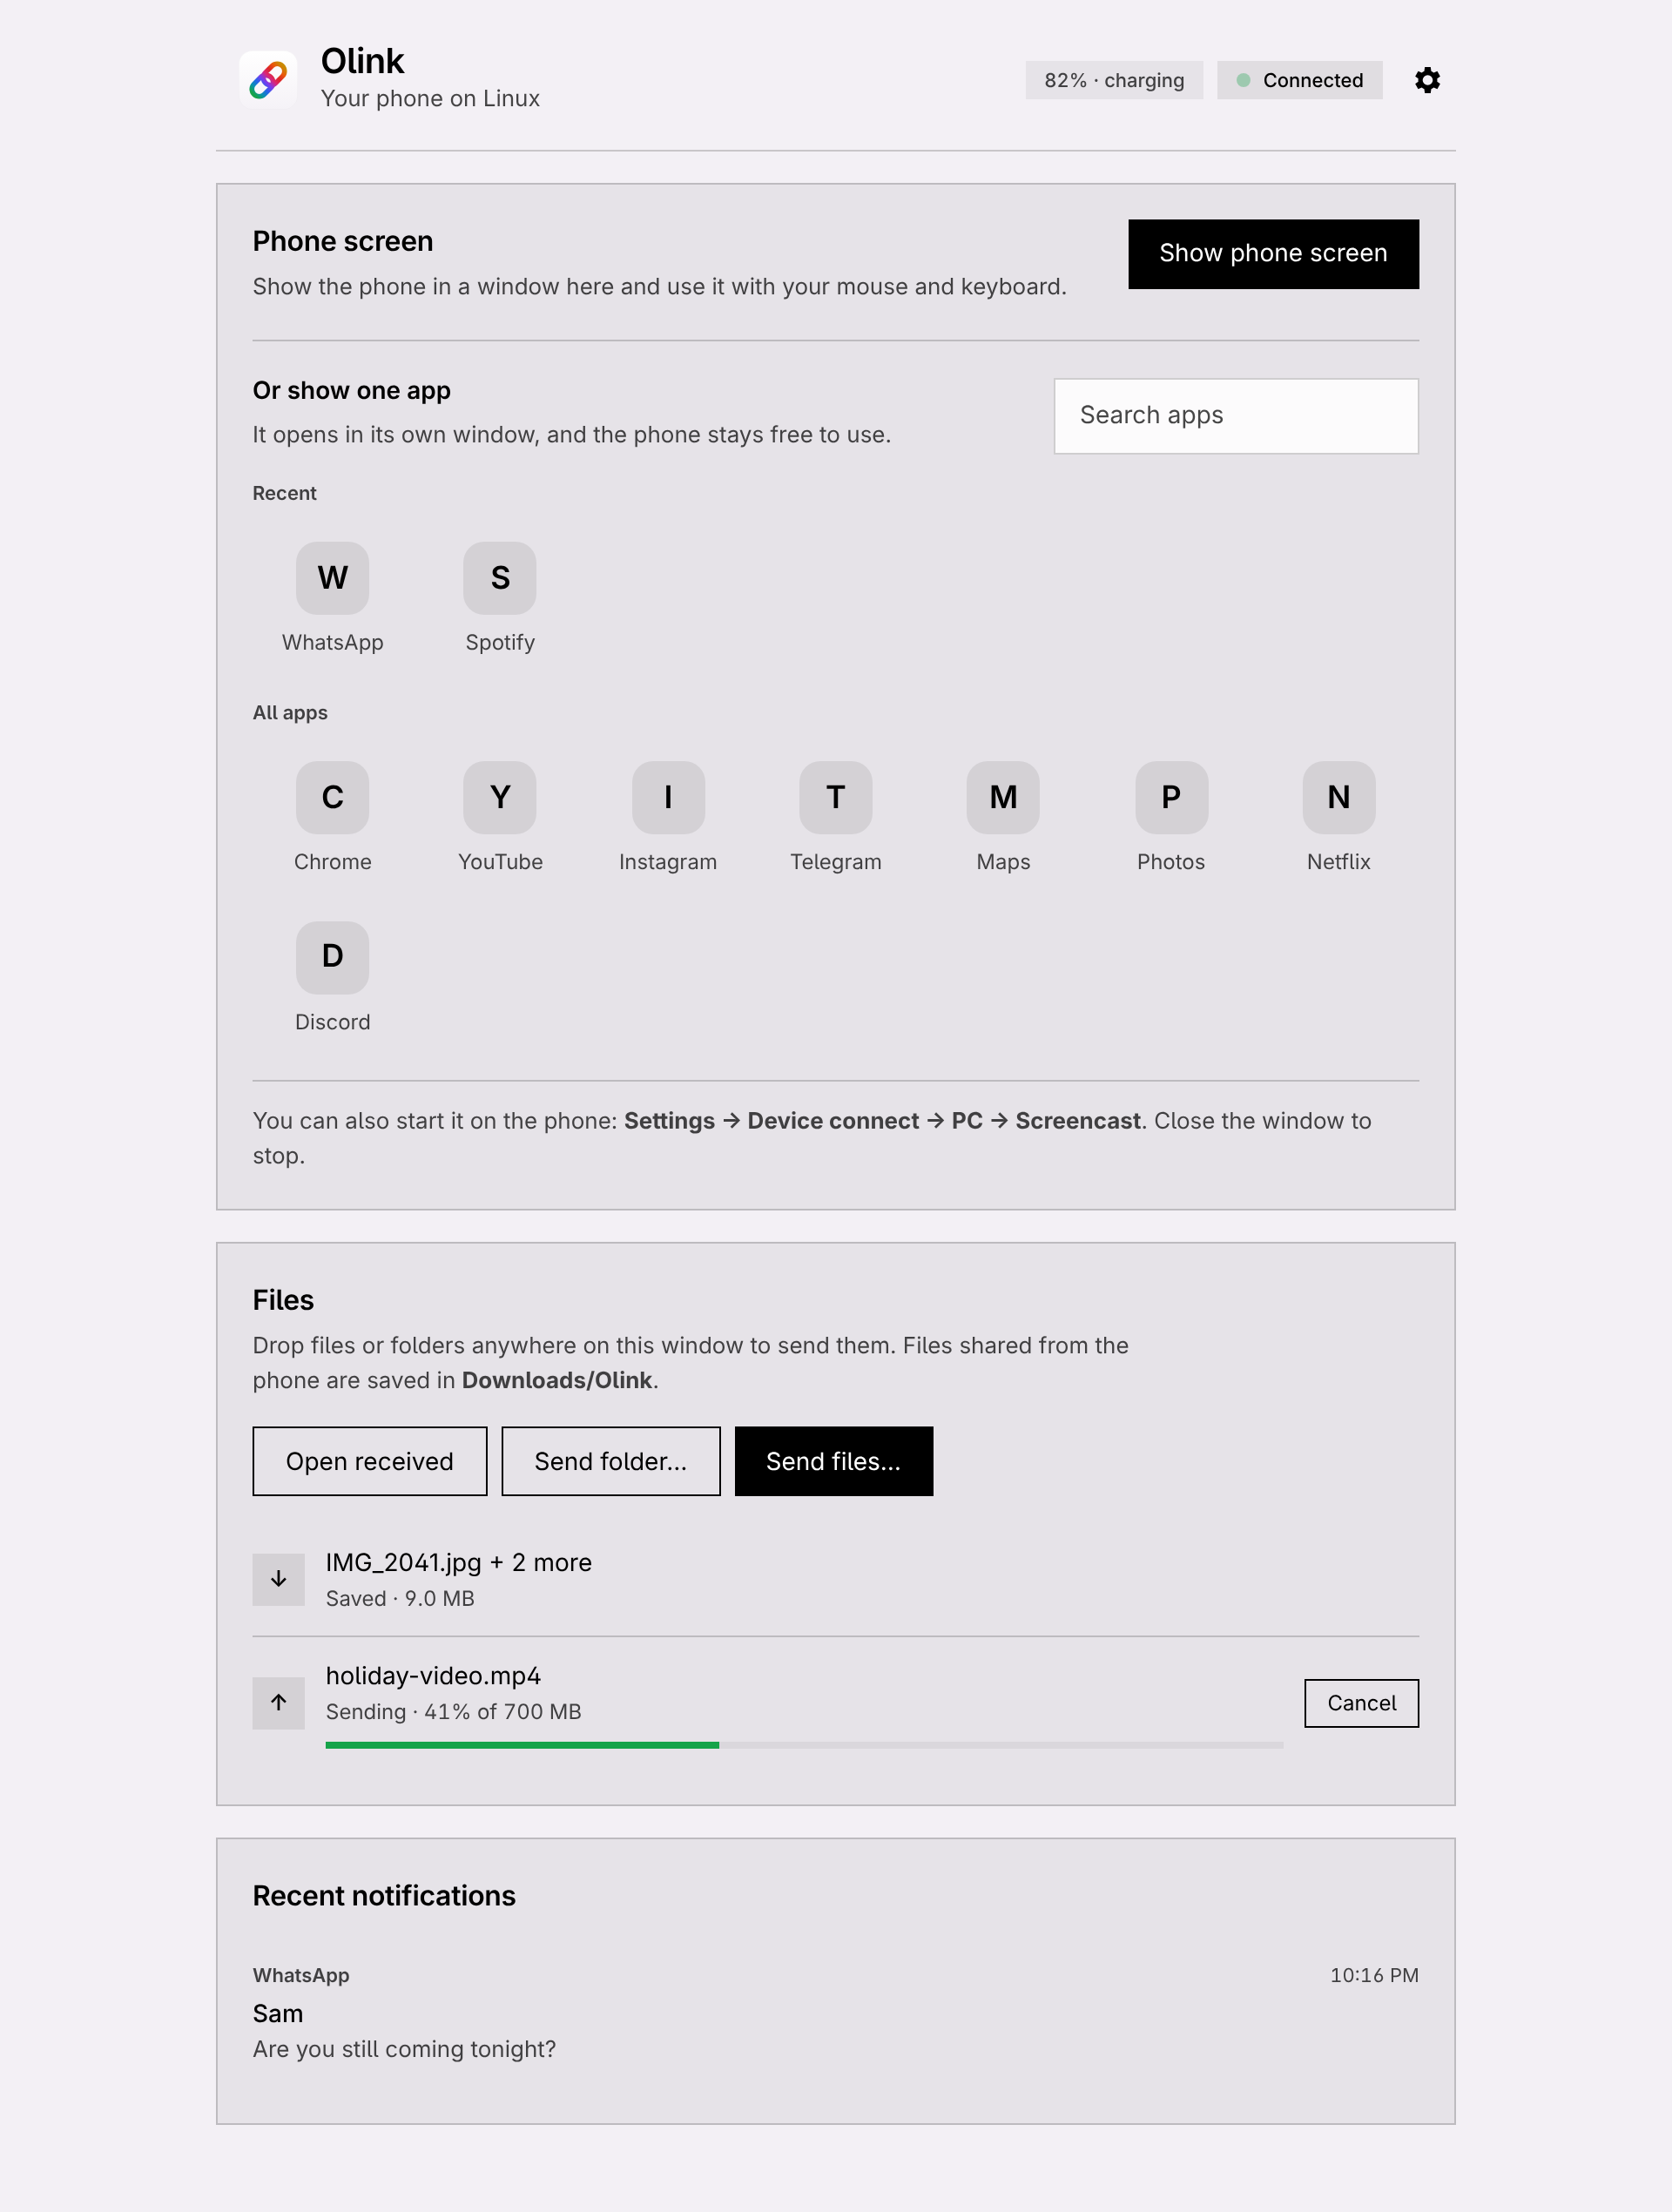 Olink
Your phone on Linux
82% · charging
Connected
Phone screen
Show the phone in a window here and use it with your mouse and keyboard.
Show phone screen
Or show one app
It opens in its own window, and the phone stays free to use.
Search apps
Recent
W
WhatsApp
S
Spotify
All apps
C
Chrome
Y
YouTube
I
Instagram
T
Telegram
M
Maps
P
Photos
N
Netflix
D
Discord
You can also start it on the phone: Settings → Device connect → PC → Screencast. Close the window to
stop.
Files
Drop files or folders anywhere on this window to send them. Files shared from the
phone are saved in Downloads/Olink.
Open received
Send folder...
Send files...
↓
IMG_2041.jpg + 2 more
Saved · 9.0 MB
↑
holiday-video.mp4
Sending · 41% of 700 MB
Cancel
Recent notifications
WhatsApp
10:16 PM
Sam
Are you still coming tonight?